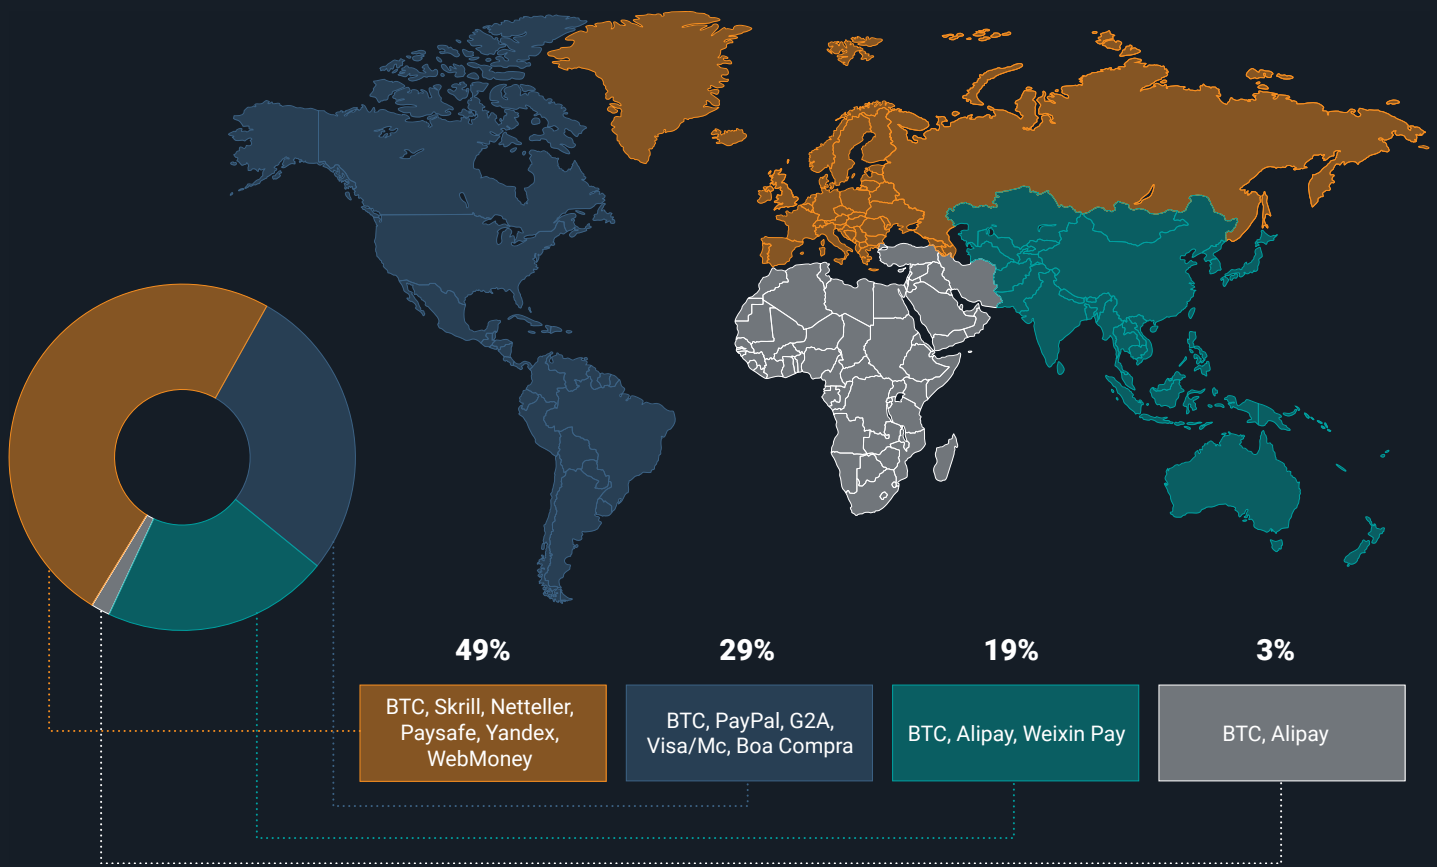 49%
29%
19%
3%
BTC, Skrill, Netteller,
Paysafe, Yandex,
WebMoney
BTC, PayPal, G2A,
Visa/Mc, Boa Compra
BTC, Alipay, Weixin Pay
BTC, Alipay